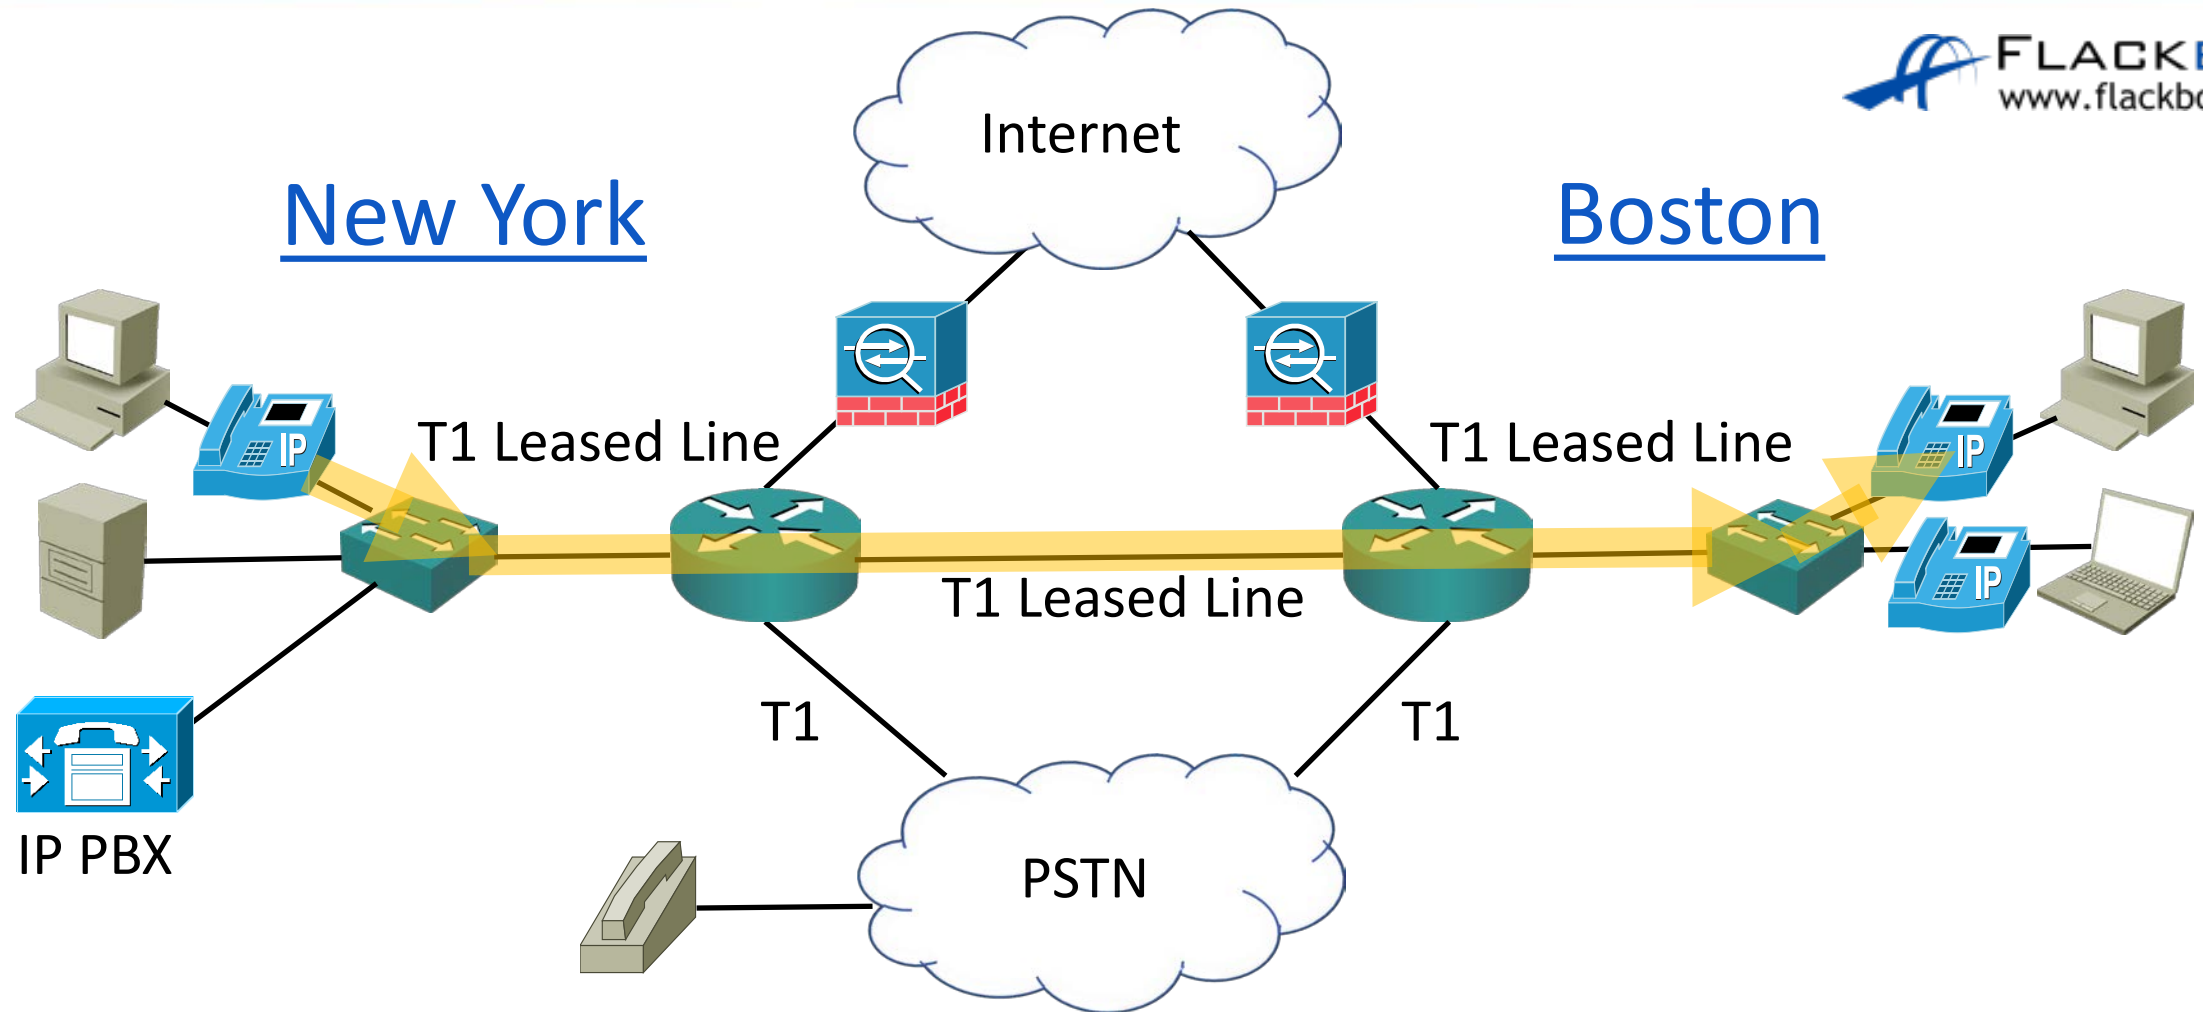 Internet
New York
Boston
IP
T1 Leased Line
T1 Leased Line
IP
T1 Leased Line
IP
T1
T1
IP PBX
PSTN